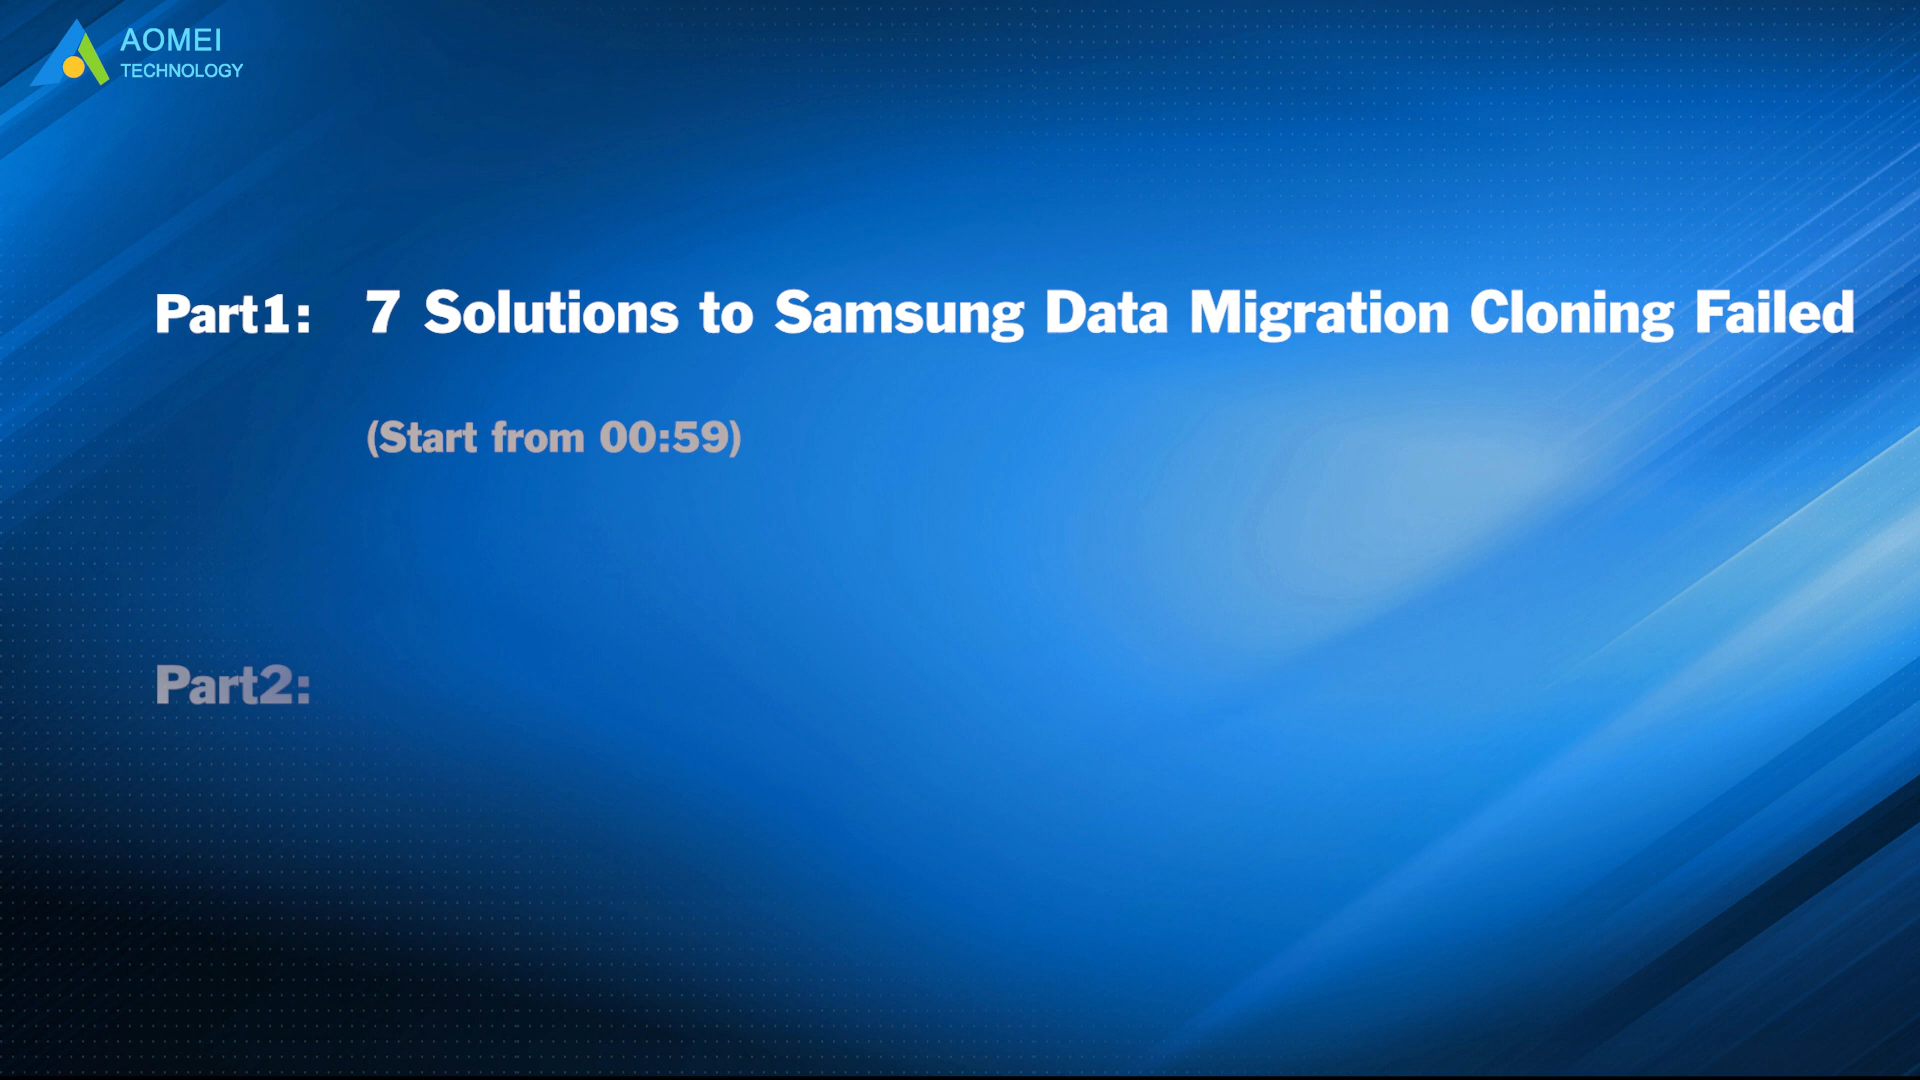 AOMEI
TECHNOLOGY
Part1: 7 Solutions to Samsung Data Migration Cloning Failed
(Start from 00:59)
Part2: